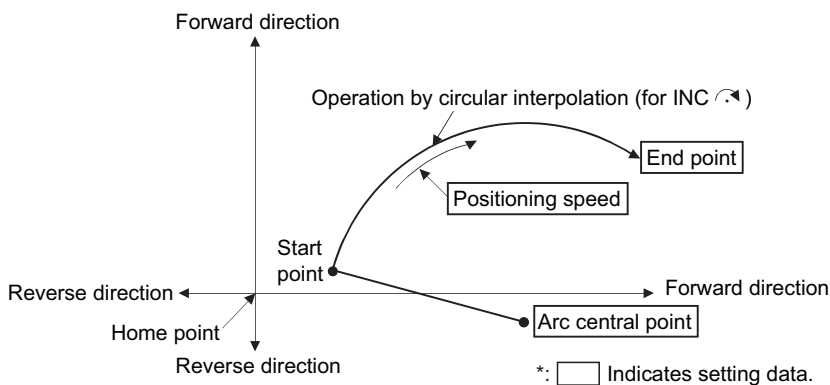 Forward direction
Operation by circular interpolation (for INC )
End point
Positioning speed
Start
point
Reverse direction
Forward direction
Home point
Arc central point
Reverse direction
*: Indicates setting data.